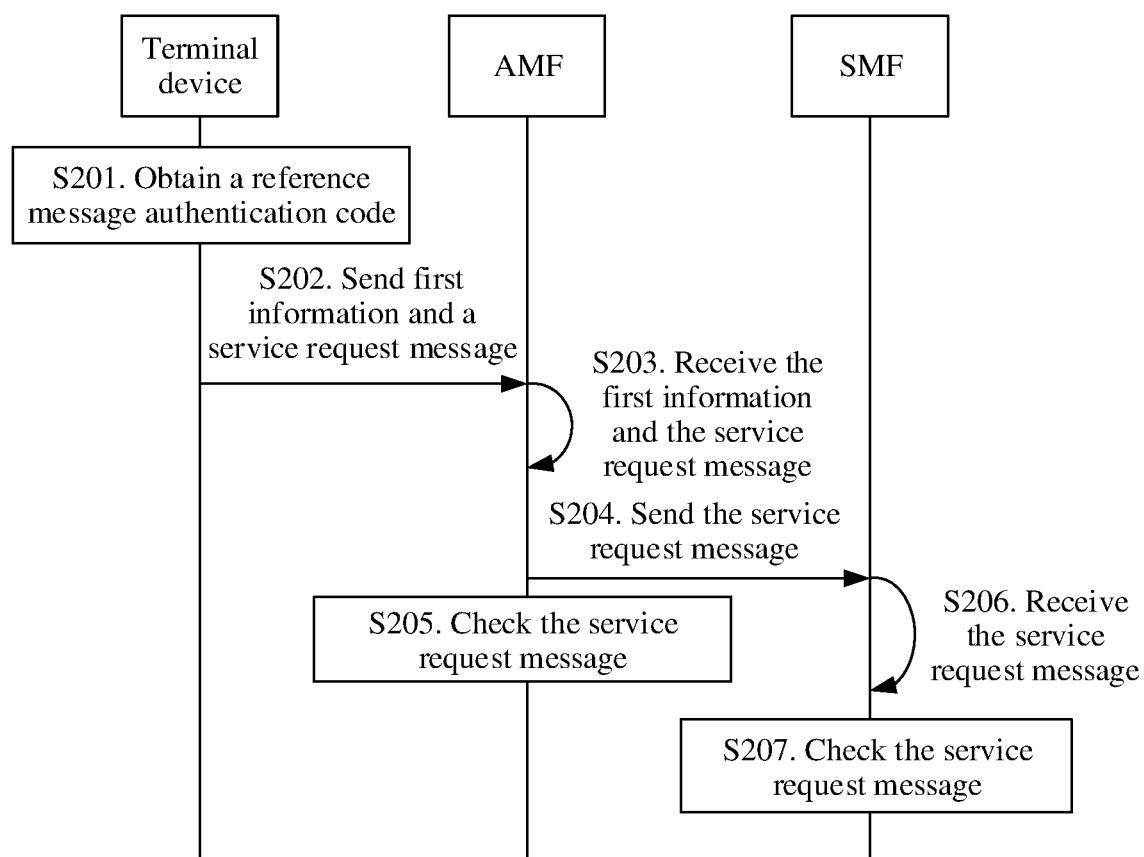 Terminal
device
AMF
SMF
S201. Obtain a reference
message authentication code
S202. Send first
information and a
service request message
S203. Receive the
first information
and the service
request message
S204. Send the service
request message
S205. Check the service
request message
S206. Receive
the service
request message
S207. Check the service
request message